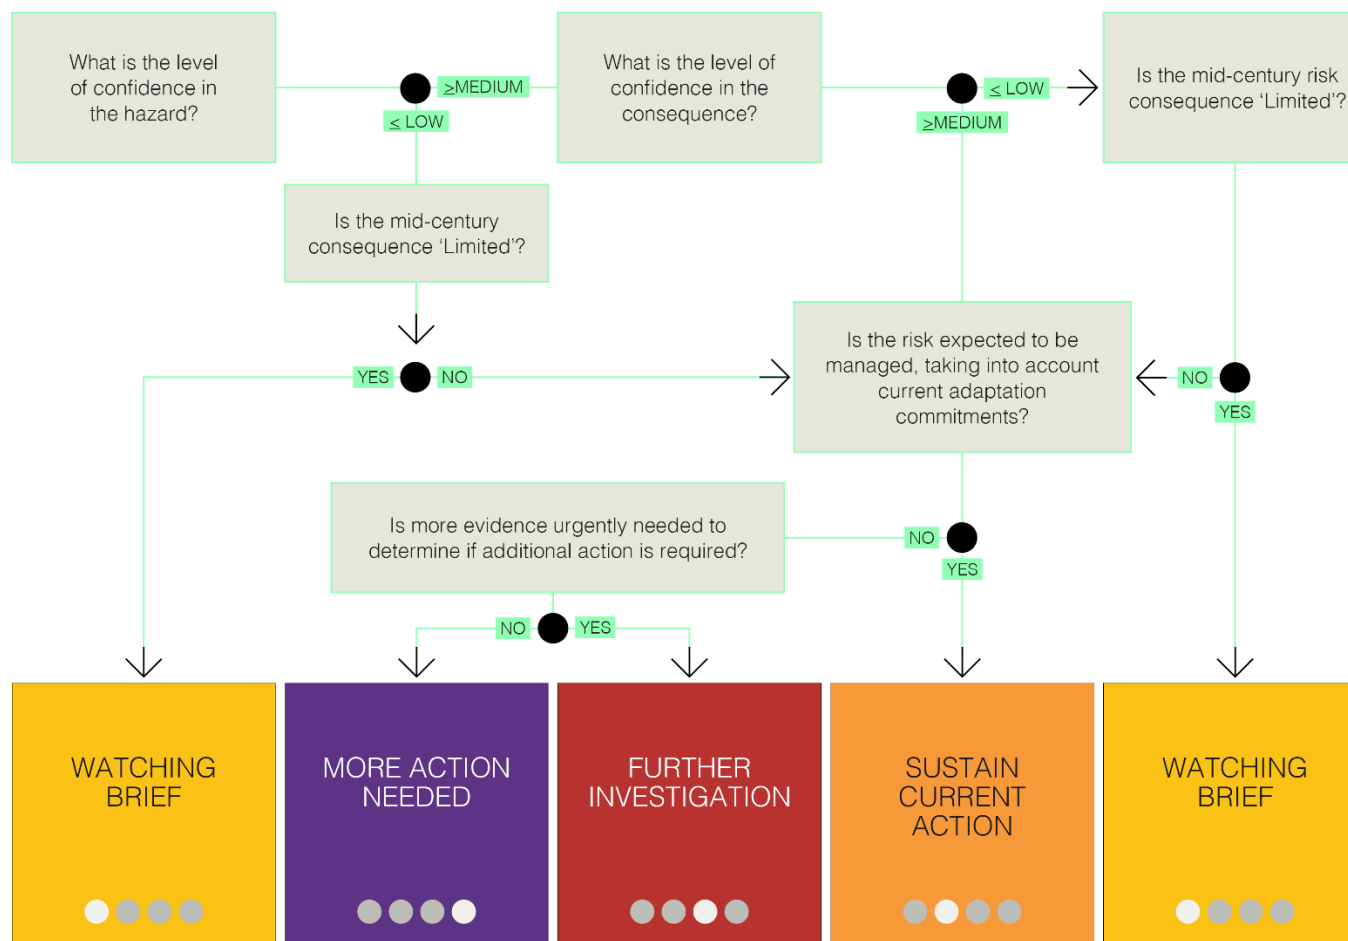 What is the level
of confidence in
the hazard?
≥MEDIUM
≤ LOW
What is the level of
confidence in the
consequence?
≤ LOW
≥MEDIUM
Is the mid-century risk
consequence ‘Limited’?
Is the mid-century
consequence ‘Limited’?
YES
NO
Is the risk expected to be
managed, taking into account
current adaptation
commitments?
NO
YES
Is more evidence urgently needed to
determine if additional action is required?
NO
YES
NO
YES
WATCHING
BRIEF
MORE ACTION
NEEDED
FURTHER
INVESTIGATION
SUSTAIN
CURRENT
ACTION
WATCHING
BRIEF